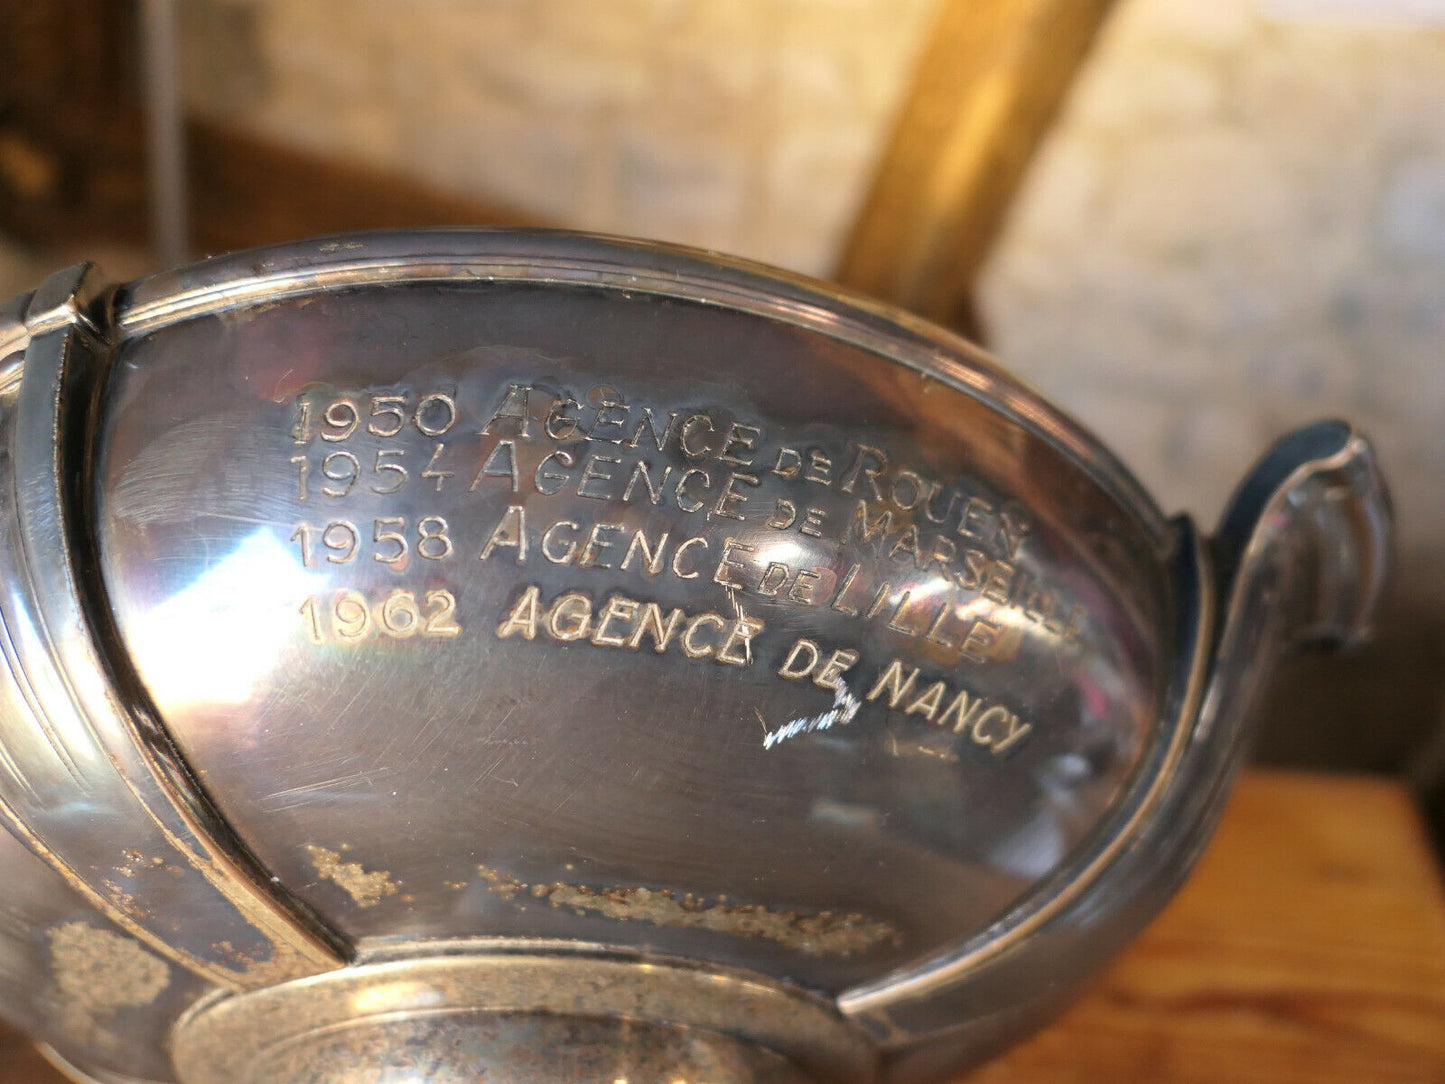 1950 AGENCE DE ROUEN
1954 AGENCE DE MARSEILLE
1958 AGENCE DE LILLE
1962 AGENCE DE NANCY